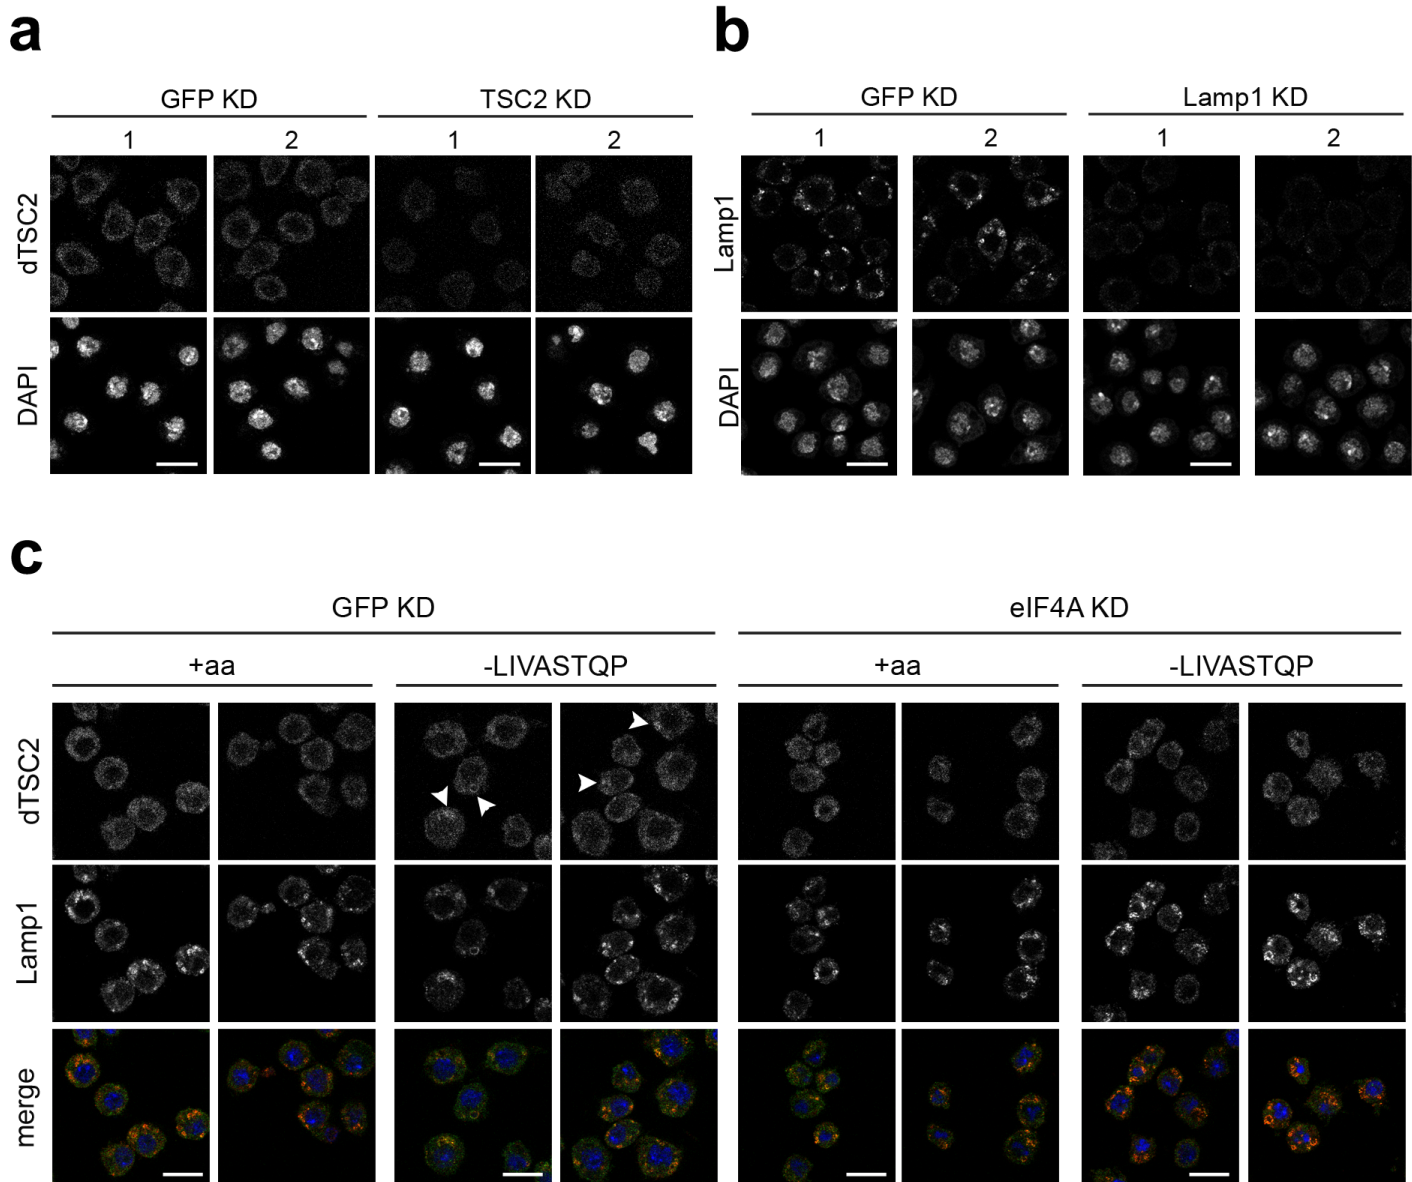 a
GFP KD TSC2 KD
1 2 1 2
dTSC2
DAPI
b
GFP KD Lamp1 KD
1 2 1 2
Lamp1
DAPI
c
GFP KD eIF4A KD
+aa -LIVASTQP +aa -LIVASTQP
dTSC2
Lamp1
merge